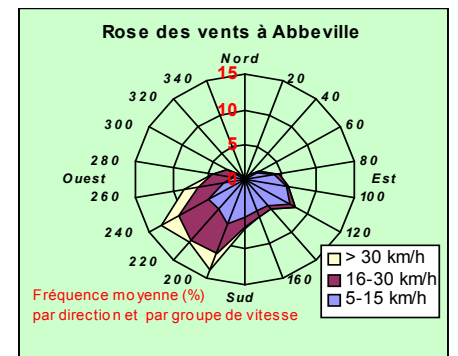 Rose des vents à Abbeville
Nord
340
15
20
320
40
10
300
60
5
280
80
Ouest
0
Est
260
100
240
120
220
200
160
Sud
> 30 km/h
16-30 km/h
5-15 km/h
Fréquence moyenne (%)
par direction et par groupe de vitesse